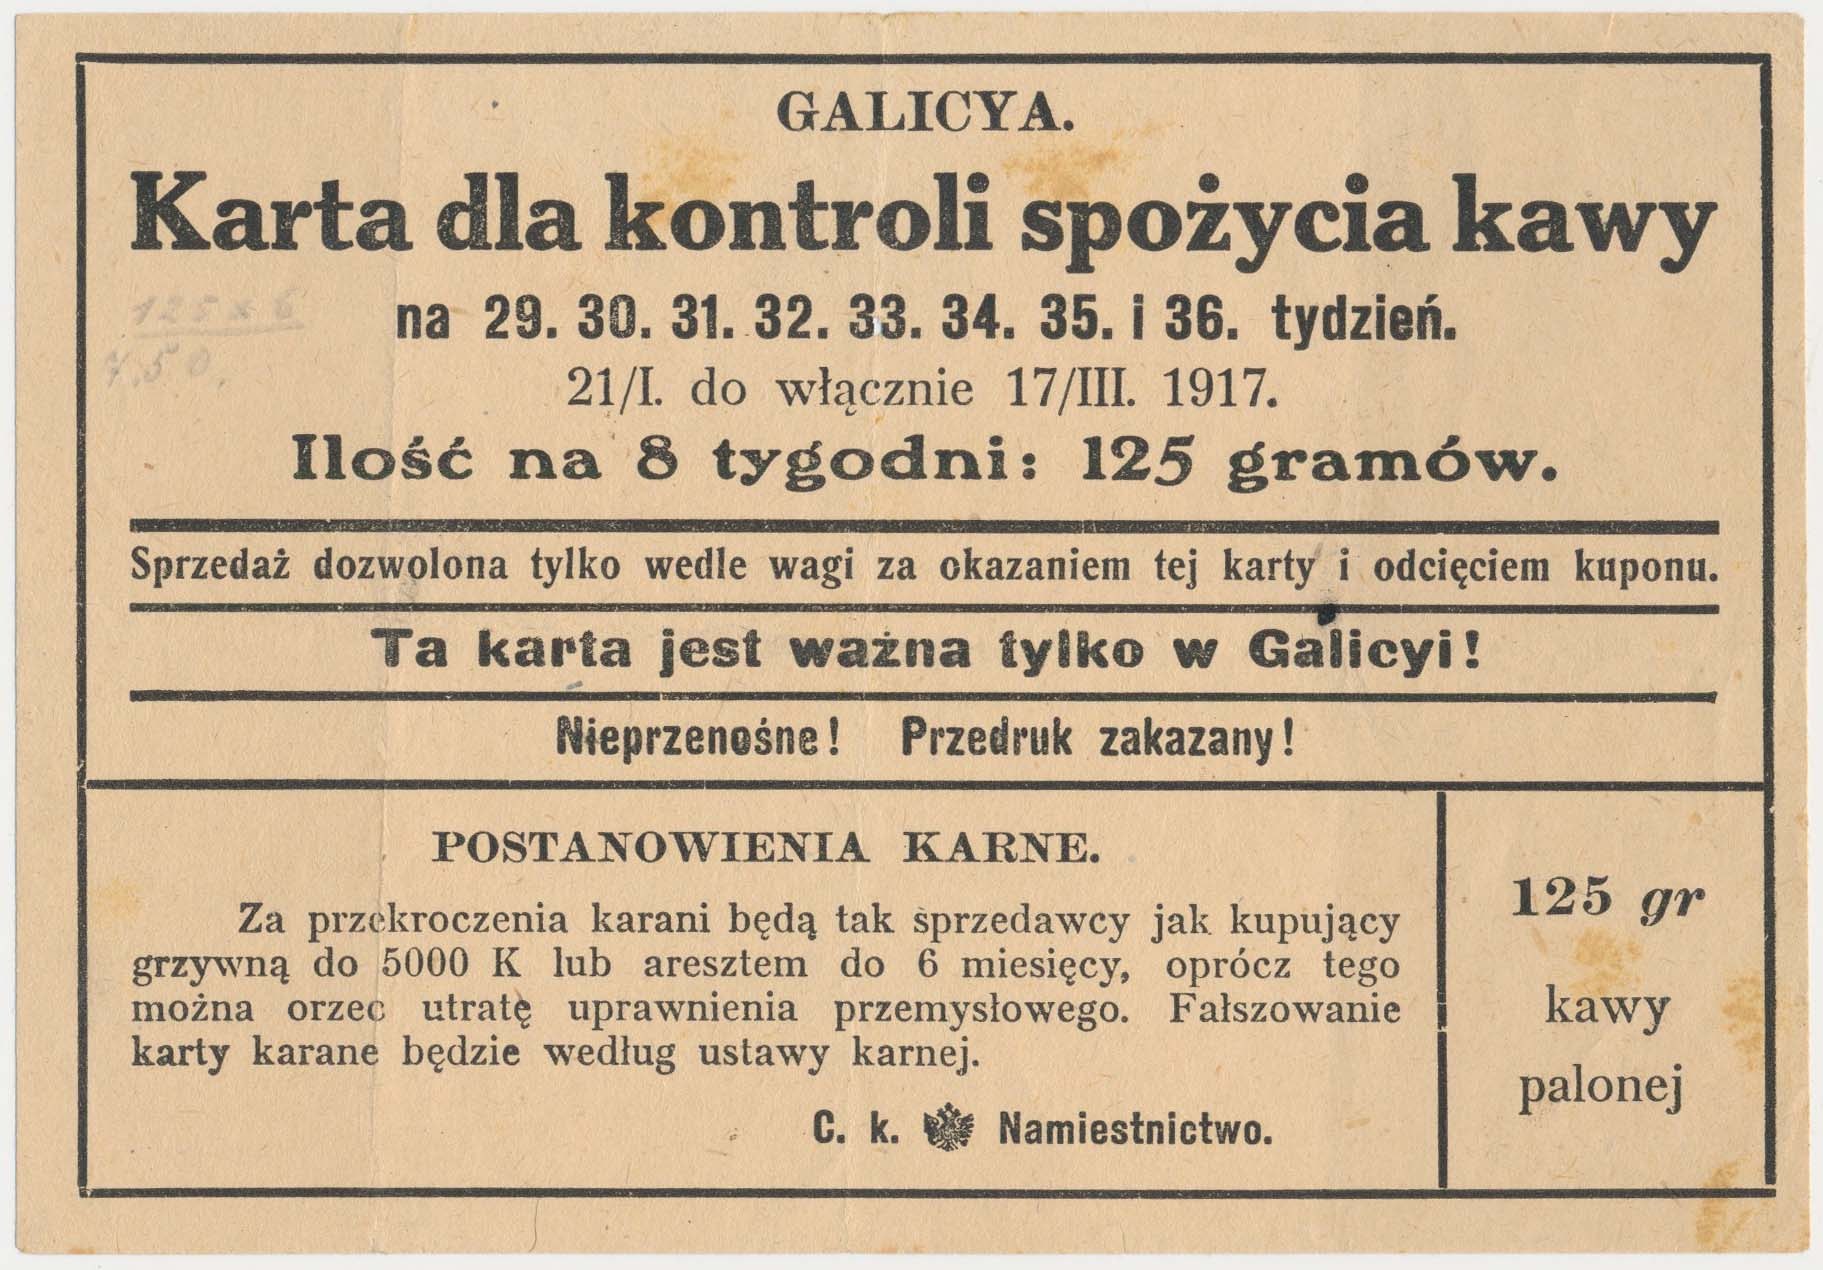 GALICYA.
Karta dla kontroli spożycia kawy
na 29. 30. 31. 32. 33. 34. 35. i 36. tydzień.
21/I. do włącznie 17/III. 1917.
Ilość na 8 tygodni: 125 gramów.
125 x 6
7.50.
Sprzedaż dozwolona tylko wedle wagi za okazaniem tej karty i odcięciem kuponu.
Ta karta jest ważna tylko w Galicyi!
Nieprzenośne! Przedruk zakazany!
POSTANOWIENIA KARNE.
Za przekroczenia karani będą tak sprzedawcy jak kupujący
grzywną do 5000 K lub aresztem do 6 miesięcy, oprócz tego
można orzec utratę uprawnienia przemysłowego. Fałszowanie
karty karane będzie według ustawy karnej.
C. k. Namiestnictwo.
125 gr
kawy
palonej